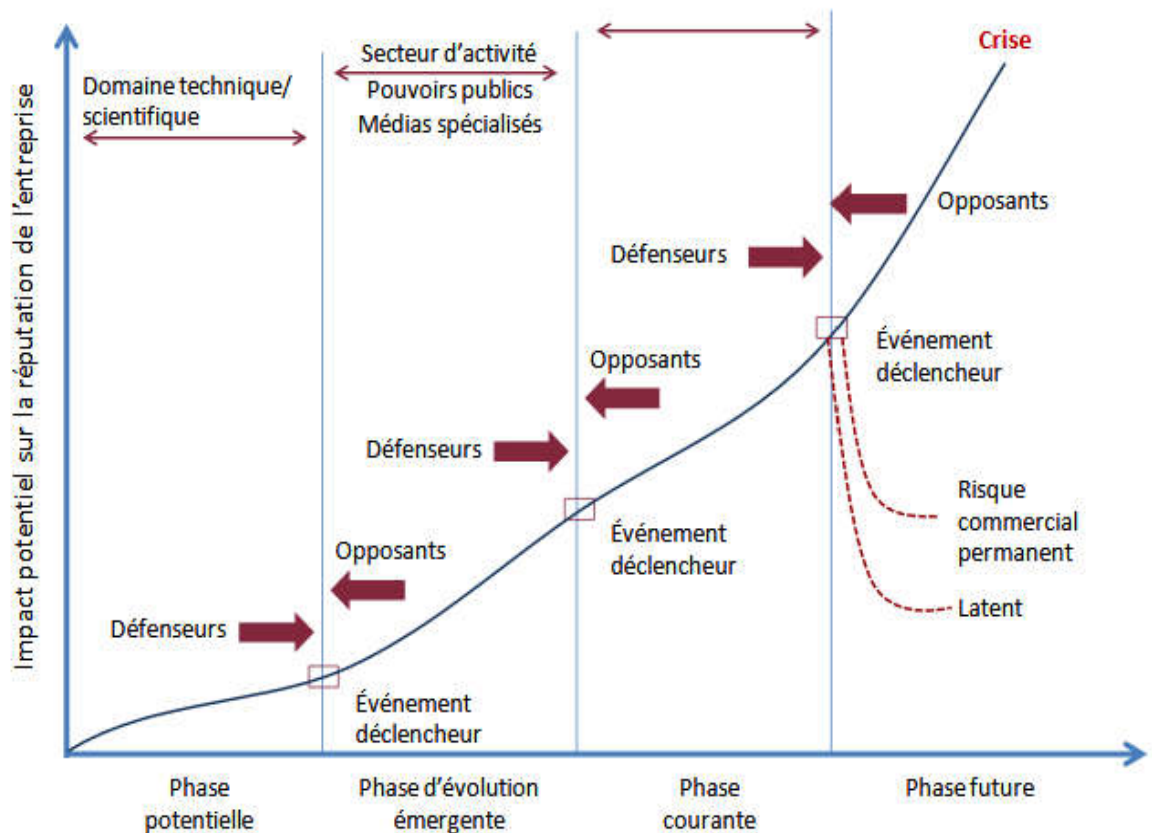 Impact potentiel sur la réputation de l'entreprise
Domaine technique/
scientifique
Secteur d'activité
Pouvoirs publics
Médias spécialisés
Crise
Opposants
Défenseurs
Événement
déclencheur
Opposants
Défenseurs
Événement
déclencheur
Risque
commercial
permanent
Latent
Opposants
Défenseurs
Événement
déclencheur
Phase
potentielle
Phase d'évolution
émergente
Phase
courante
Phase future